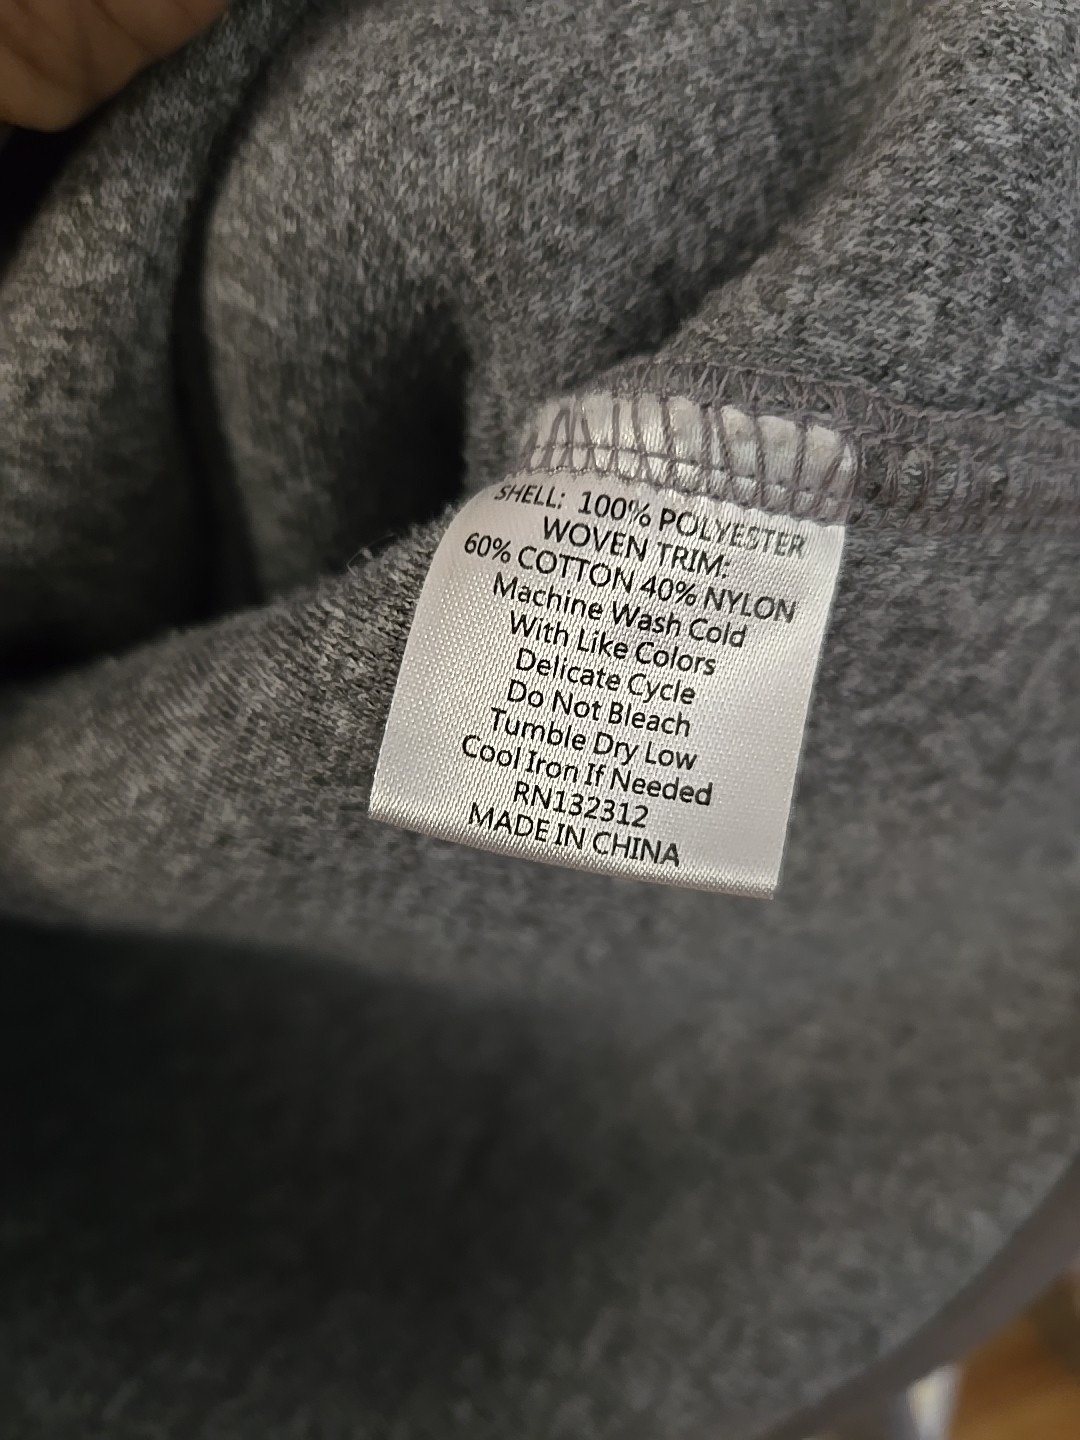 SHELL: 100% POLYESTER
WOVEN TRIM:
60% COTTON 40% NYLON
Machine Wash Cold
With Like Colors
Delicate Cycle
Do Not Bleach
Tumble Dry Low
Cool Iron If Needed
RN132312
MADE IN CHINA